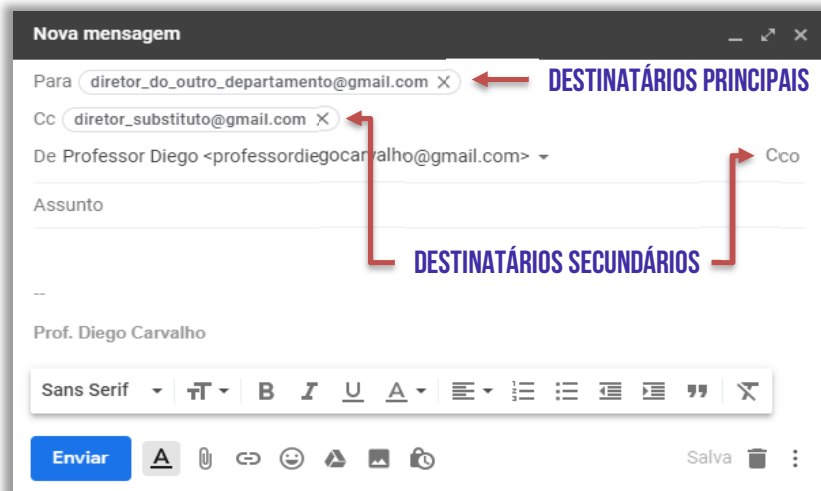 Nova mensagem
Para diretor_do_outro_departamento@gmail.com DESTINATÁRIOS PRINCIPAIS
Cc diretor_substituto@gmail.com
De Professor Diego <professordiegocarvalho@gmail.com> Cco
Assunto
DESTINATÁRIOS SECUNDÁRIOS
--
Prof. Diego Carvalho
Sans Serif
Enviar Salva